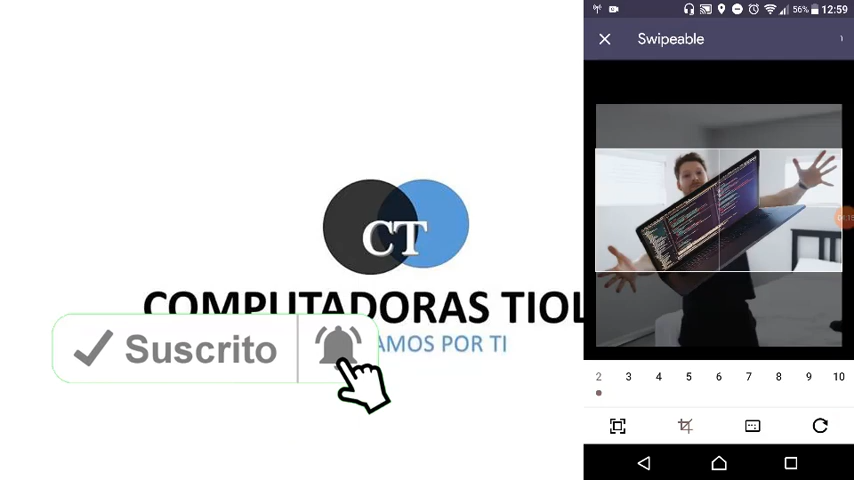 CT
COMPUTADORAS TIOL
AMOS POR TI
Suscrito
56% 12:59
Swipeable
2 3 4 5 6 7 8 9 10